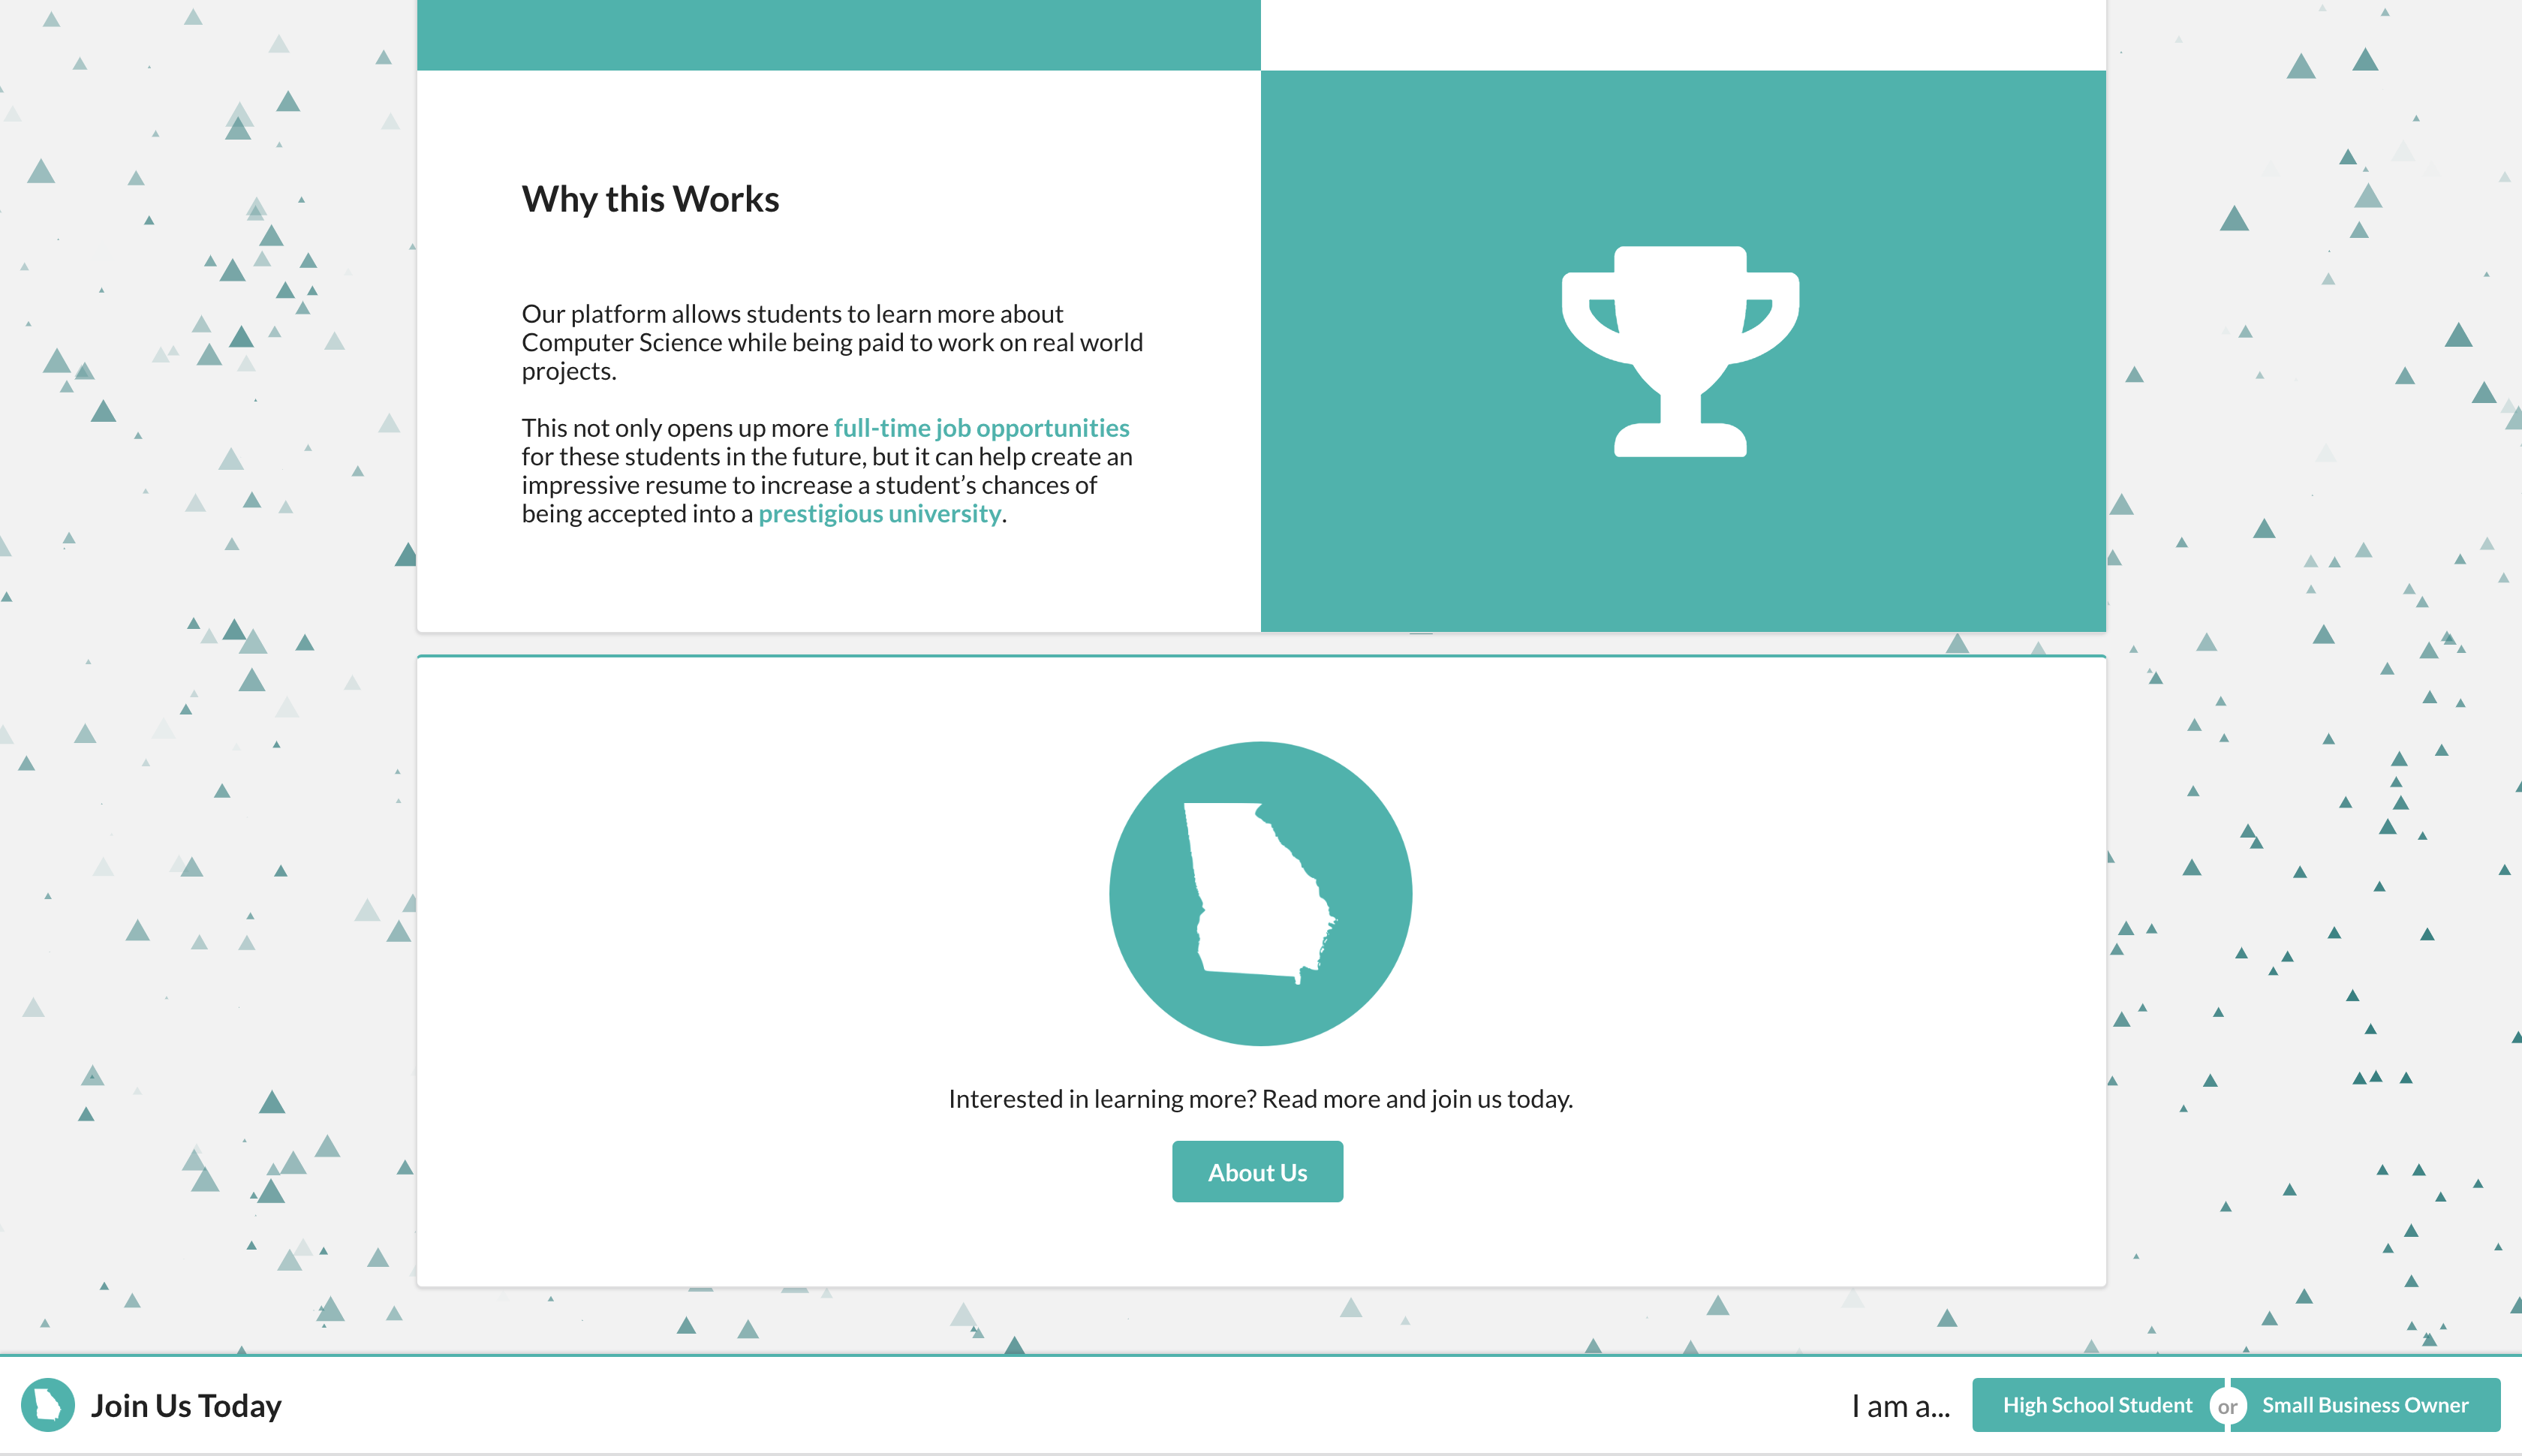 Why this Works
Our platform allows students to learn more about
Computer Science while being paid to work on real world
projects.
This not only opens up more full-time job opportunities
for these students in the future, but it can help create an
impressive resume to increase a student’s chances of
being accepted into a prestigious university.
Interested in learning more? Read more and join us today.
About Us
Join Us Today
I am a...
High School Student
or
Small Business Owner